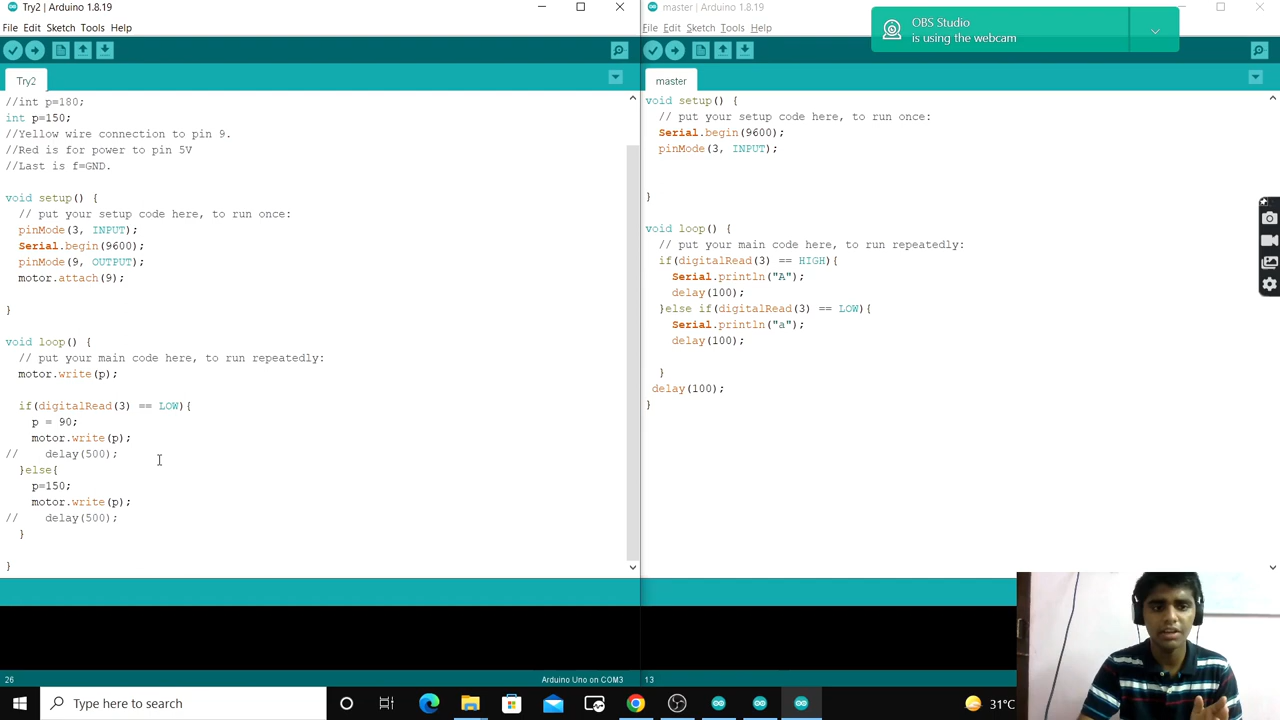 Try2 | Arduino 1.8.19
File Edit Sketch Tools Help
Try2
//int p=180;
int p=150;
//Yellow wire connection to pin 9.
//Red is for power to pin 5V
//Last is f=GND.
void setup() {
// put your setup code here, to run once:
pinMode(3, INPUT);
Serial.begin(9600);
pinMode(9, OUTPUT);
motor.attach(9);
}
void loop() {
// put your main code here, to run repeatedly:
motor.write(p);
if(digitalRead(3) == LOW){
p = 90;
motor.write(p);
// delay(500);
}else{
p=150;
motor.write(p);
// delay(500);
}
}
26
Arduino Uno on COM3
master | Arduino 1.8.19
File Edit Sketch Tools Help
OBS Studio
is using the webcam
master
void setup() {
// put your setup code here, to run once:
Serial.begin(9600);
pinMode(3, INPUT);
}
void loop() {
// put your main code here, to run repeatedly:
if(digitalRead(3) == HIGH){
Serial.println("A");
delay(100);
}else if(digitalRead(3) == LOW){
Serial.println("a");
delay(100);
}
delay(100);
}
13
Type here to search
31°C